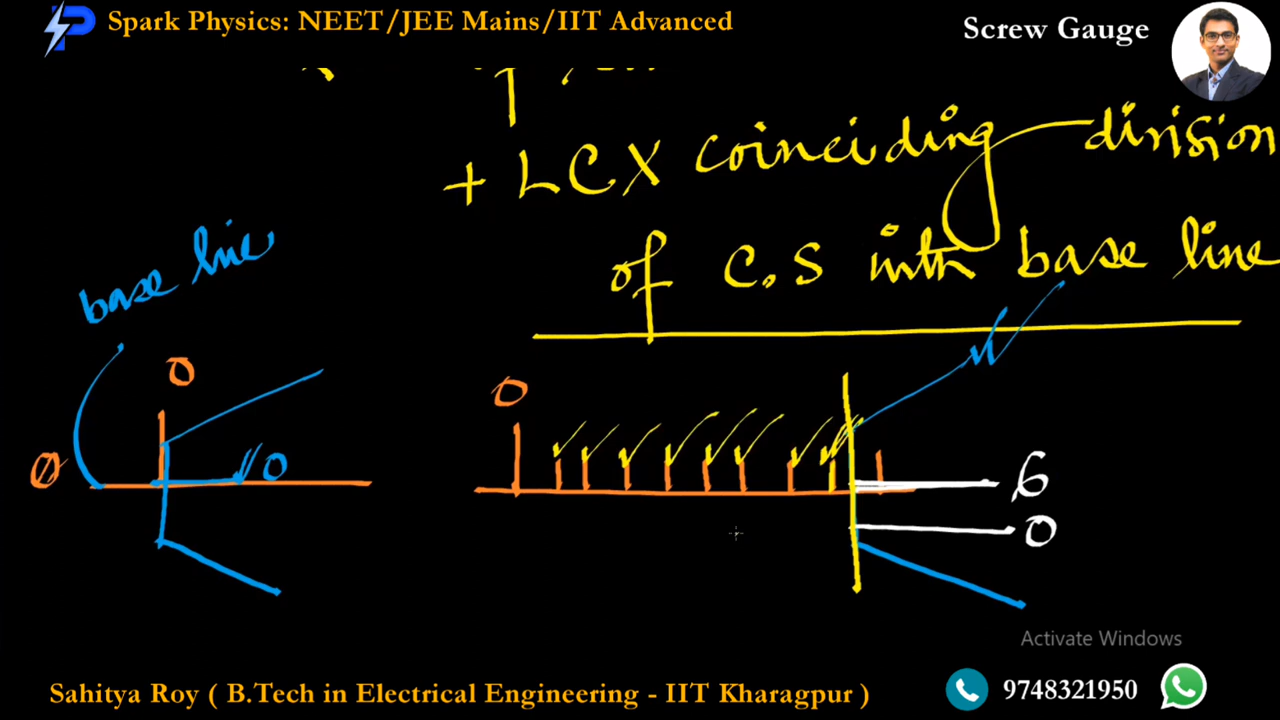 Spark Physics: NEET/JEE Mains/IIT Advanced
Screw Gauge
+ LC X coinciding division
of C.S with base line
base line
0
0
0
0
6
0
Activate Windows
Sahitya Roy ( B.Tech in Electrical Engineering - IIT Kharagpur )
9748321950